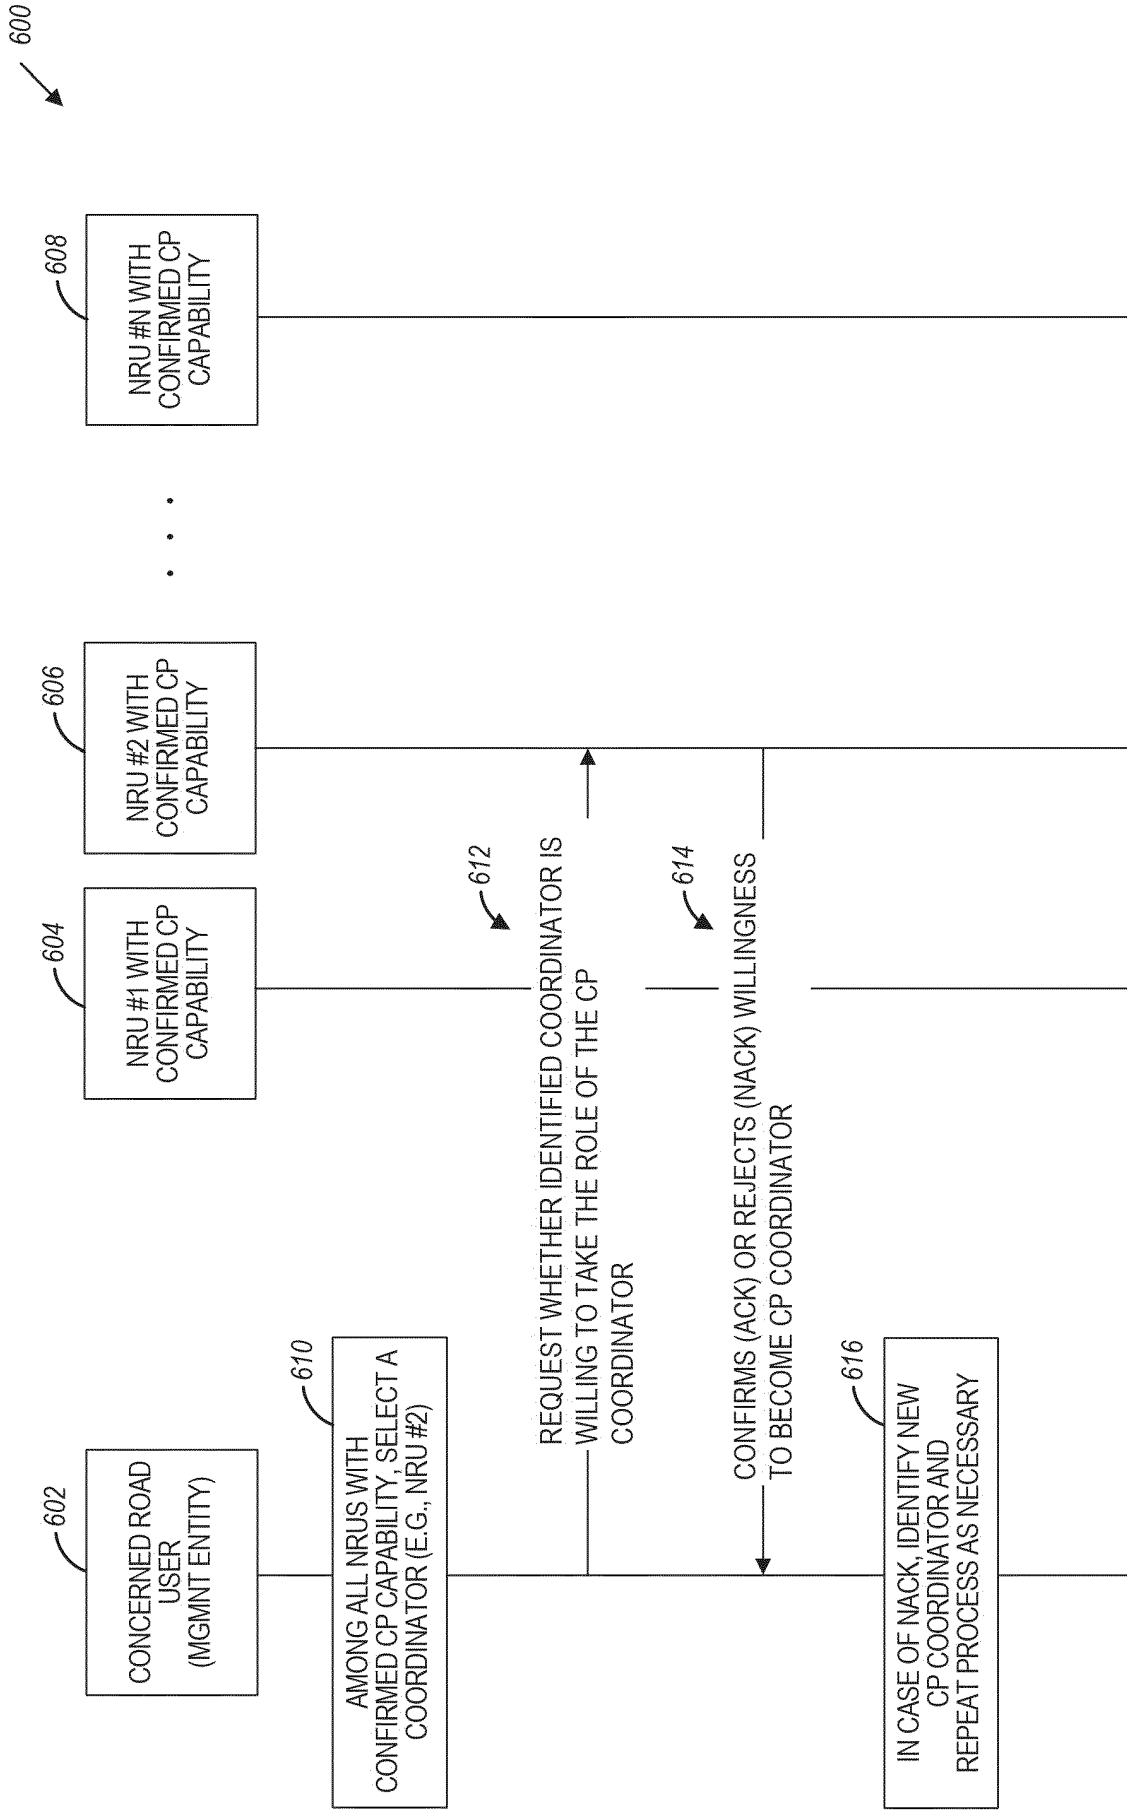 600
602
CONCERNED ROAD
USER
(MGMNT ENTITY)
604
NRU #1 WITH
CONFIRMED CP
CAPABILITY
606
NRU #2 WITH
CONFIRMED CP
CAPABILITY
. . .
608
NRU #N WITH
CONFIRMED CP
CAPABILITY
610
AMONG ALL NRUS WITH
CONFIRMED CP CAPABILITY, SELECT A
COORDINATOR (E.G., NRU #2)
612
REQUEST WHETHER IDENTIFIED COORDINATOR IS
WILLING TO TAKE THE ROLE OF THE CP
COORDINATOR
614
CONFIRMS (ACK) OR REJECTS (NACK) WILLINGNESS
TO BECOME CP COORDINATOR
616
IN CASE OF NACK, IDENTIFY NEW
CP COORDINATOR AND
REPEAT PROCESS AS NECESSARY